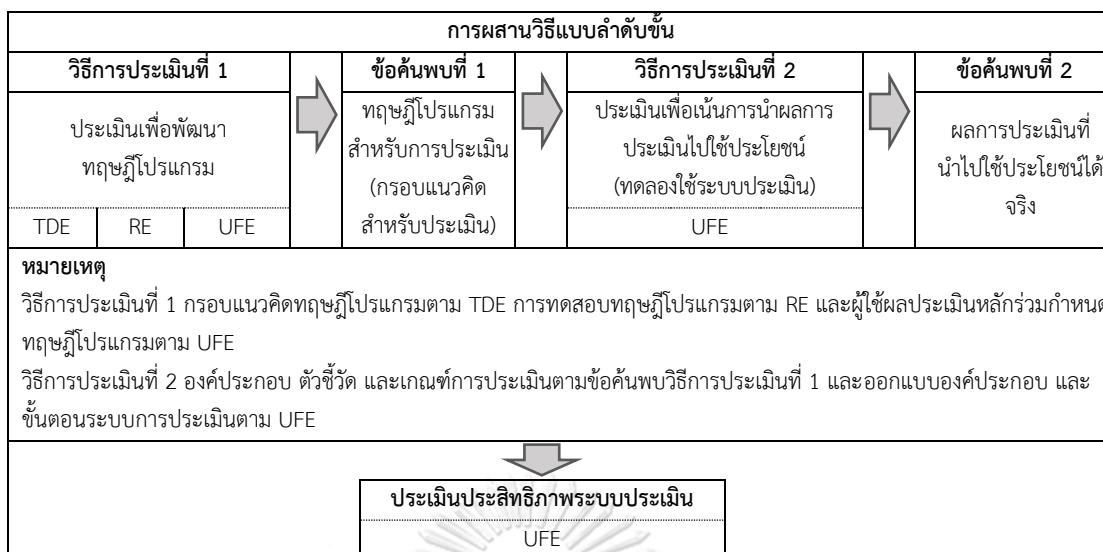 การผสานวิธีแบบลำดับขั้น
วิธีการประเมินที่ 1
ข้อค้นพบที่ 1
วิธีการประเมินที่ 2
ข้อค้นพบที่ 2
ประเมินเพื่อพัฒนา
ทฤษฎีโปรแกรม
TDE RE UFE
ทฤษฎีโปรแกรม
สำหรับการประเมิน
(กรอบแนวคิด
สำหรับประเมิน)
ประเมินเพื่อเน้นการนำผลการ
ประเมินไปใช้ประโยชน์
(ทดลองใช้ระบบประเมิน)
UFE
ผลการประเมินที่
นำไปใช้ประโยชน์ได้
จริง
หมายเหตุ
วิธีการประเมินที่ 1 กรอบแนวคิดทฤษฎีโปรแกรมตาม TDE การทดสอบทฤษฎีโปรแกรมตาม RE และผู้ใช้ผลประเมินหลักร่วมกำหนด
ทฤษฎีโปรแกรมตาม UFE
วิธีการประเมินที่ 2 องค์ประกอบ ตัวชี้วัด และเกณฑ์การประเมินตามข้อค้นพบวิธีการประเมินที่ 1 และออกแบบองค์ประกอบ และ
ขั้นตอนระบบการประเมินตาม UFE
ประเมินประสิทธิภาพระบบประเมิน
UFE